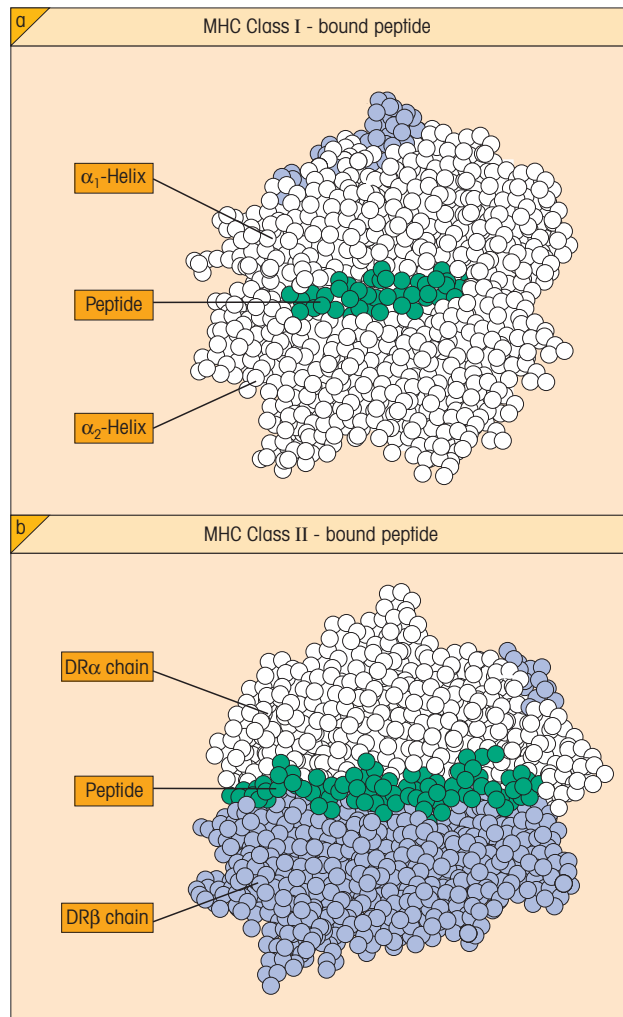 a
MHC Class I - bound peptide
α₁-Helix
Peptide
α₂-Helix
b
MHC Class II - bound peptide
DRα chain
Peptide
DRβ chain